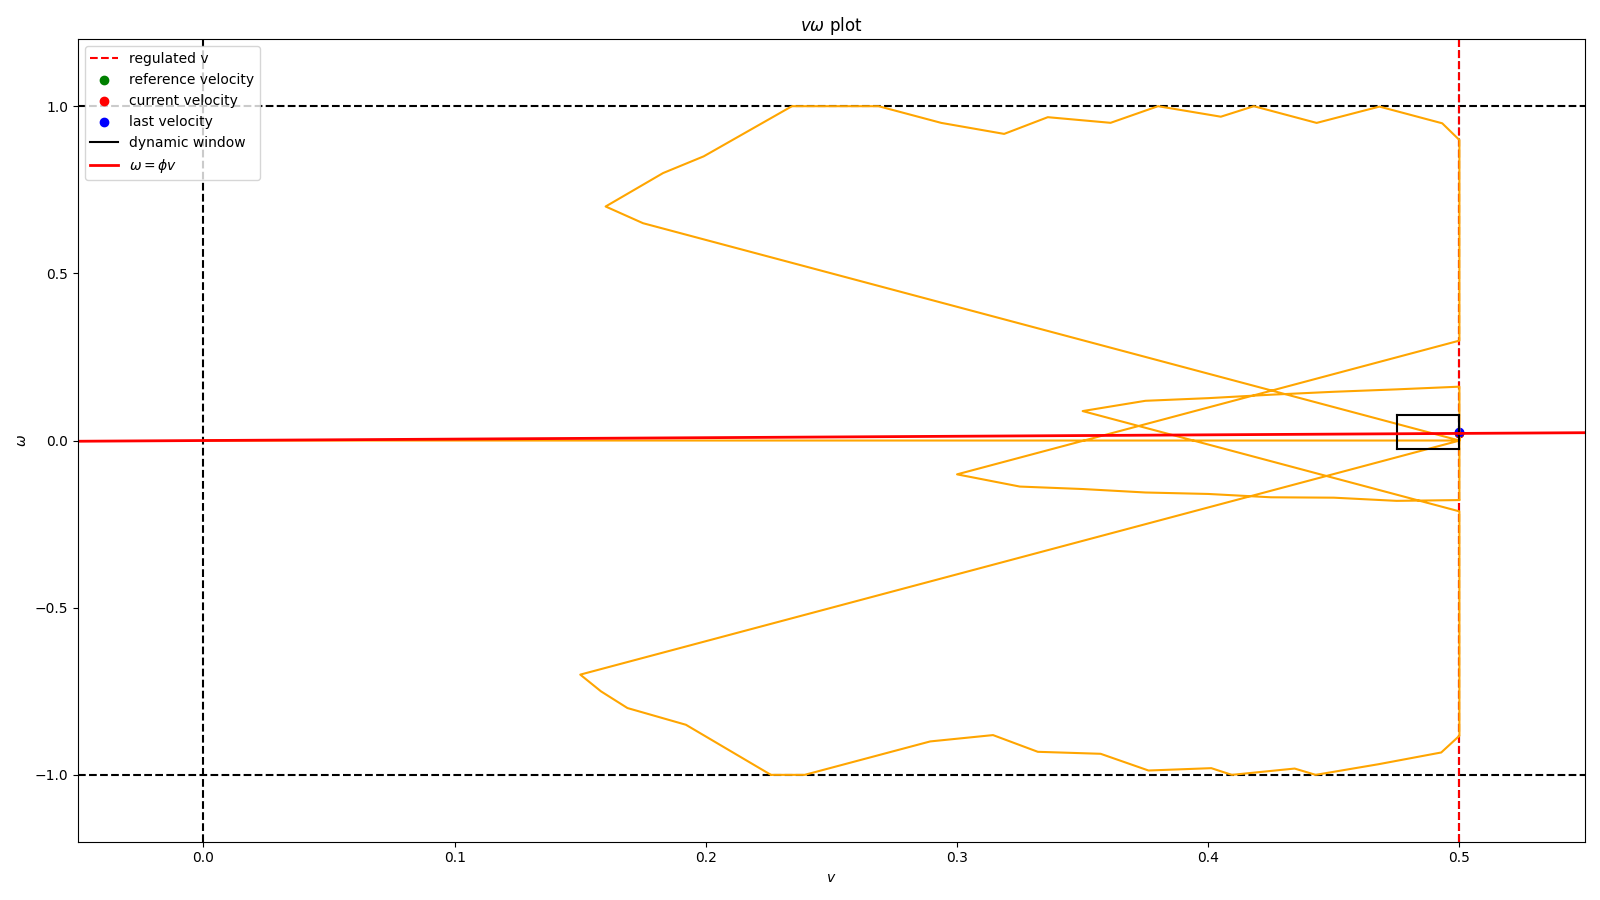 vω plot
regulated v
reference velocity
current velocity
last velocity
dynamic window
ω = ϕv
1.0
0.5
0.0
−0.5
−1.0
ω
0.0 0.1 0.2 0.3 0.4 0.5
v